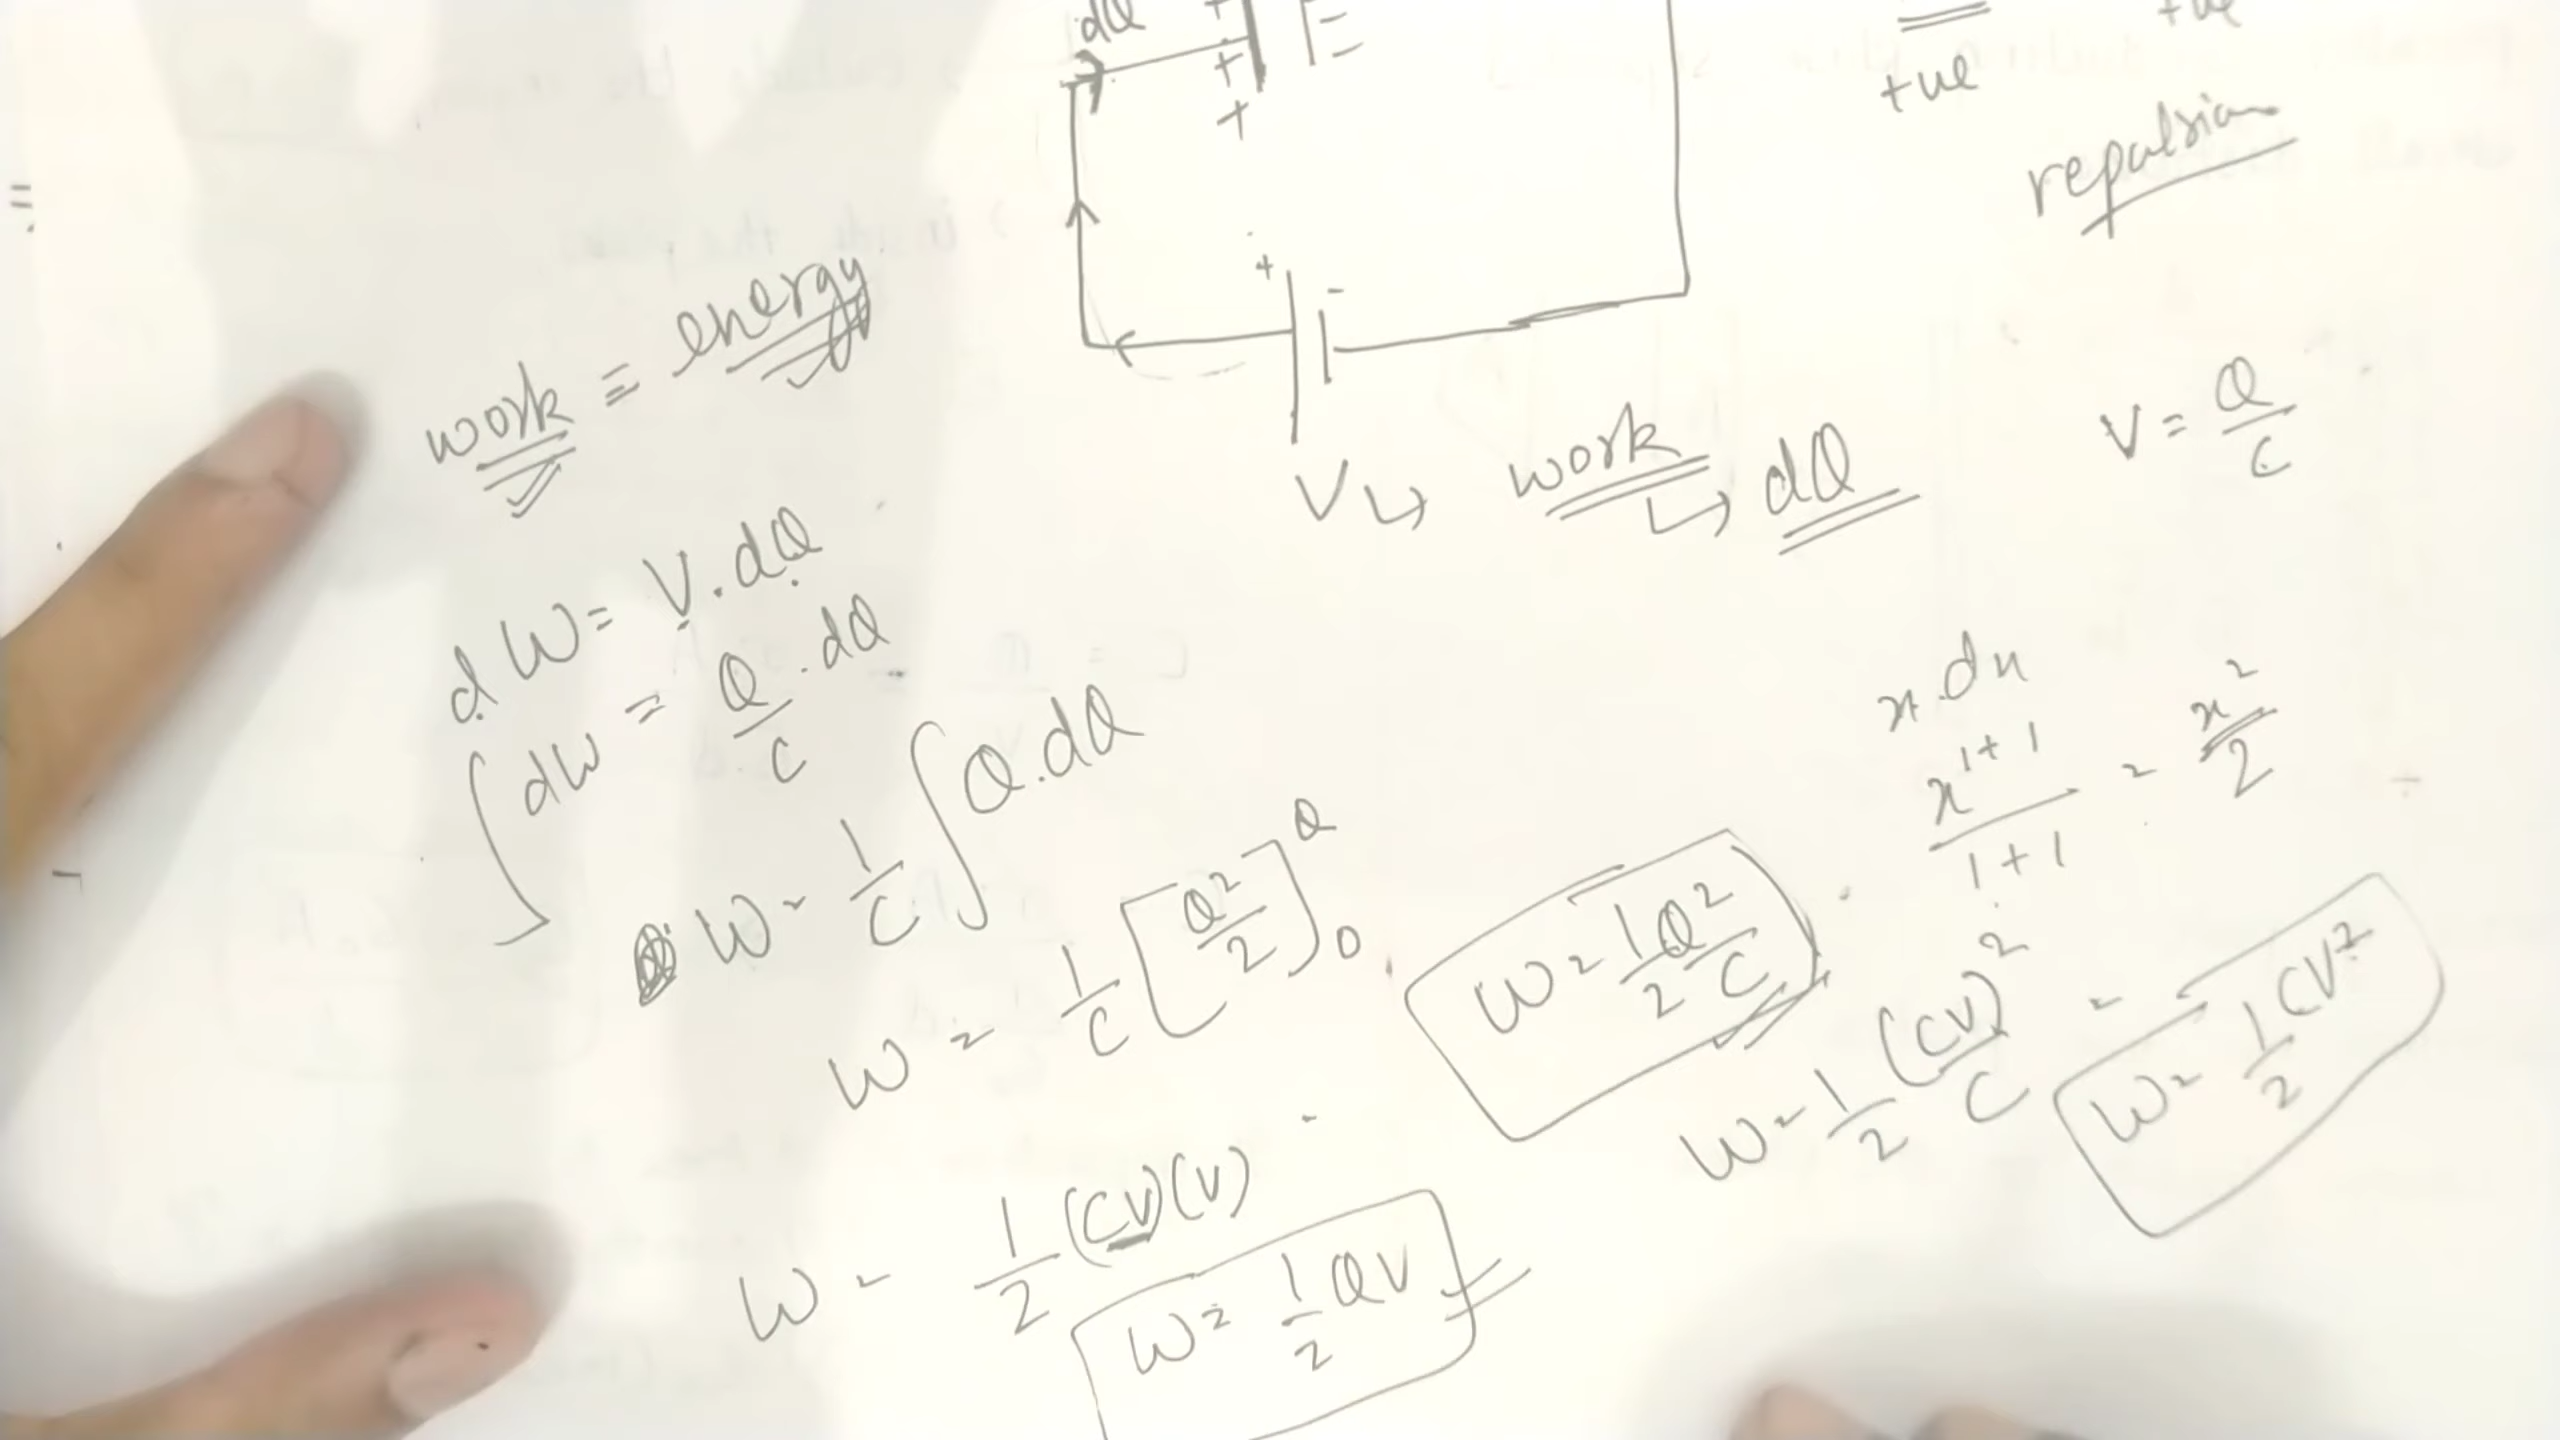 dQ
+
+
+
+ve
+ve
repulsion
+ -
work = energy
V ↳ work ↳ dQ
V = Q/C
dW = V.dQ
∫dW = Q/C .dQ
W = 1/C ∫Q.dQ
W = 1/C [Q²/2]₀^Q
x.dx
x^(1+1)/(1+1) = x²/2
W = 1/2 Q²/C
W = 1/2 (CV)²/C =
W = 1/2 CV²
W = 1/2 (CV)(V)
W = 1/2 QV